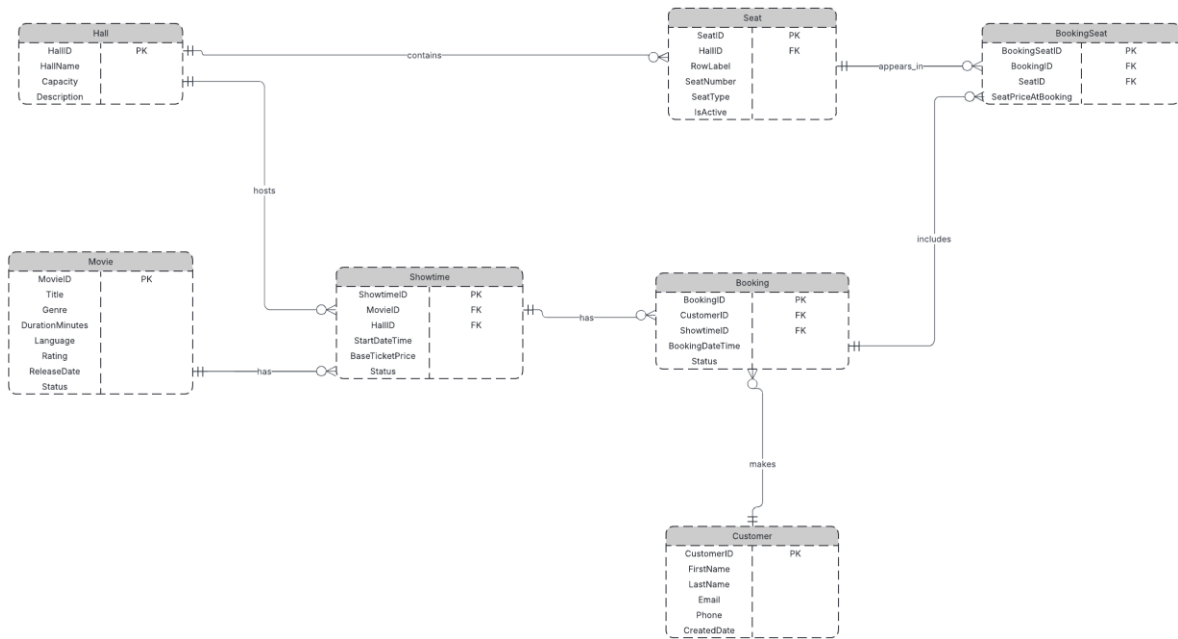 Hall
HallID PK
HallName
Capacity
Description
contains
Seat
SeatID PK
HallID FK
RowLabel
SeatNumber
SeatType
IsActive
appears_in
BookingSeat
BookingSeatID PK
BookingID FK
SeatID FK
SeatPriceAtBooking
hosts
includes
Movie
MovieID PK
Title
Genre
DurationMinutes
Language
Rating
ReleaseDate
Status
has
Showtime
ShowtimeID PK
MovieID FK
HallID FK
StartDateTime
BaseTicketPrice
Status
has
Booking
BookingID PK
CustomerID FK
ShowtimeID FK
BookingDateTime
Status
makes
Customer
CustomerID PK
FirstName
LastName
Email
Phone
CreatedDate